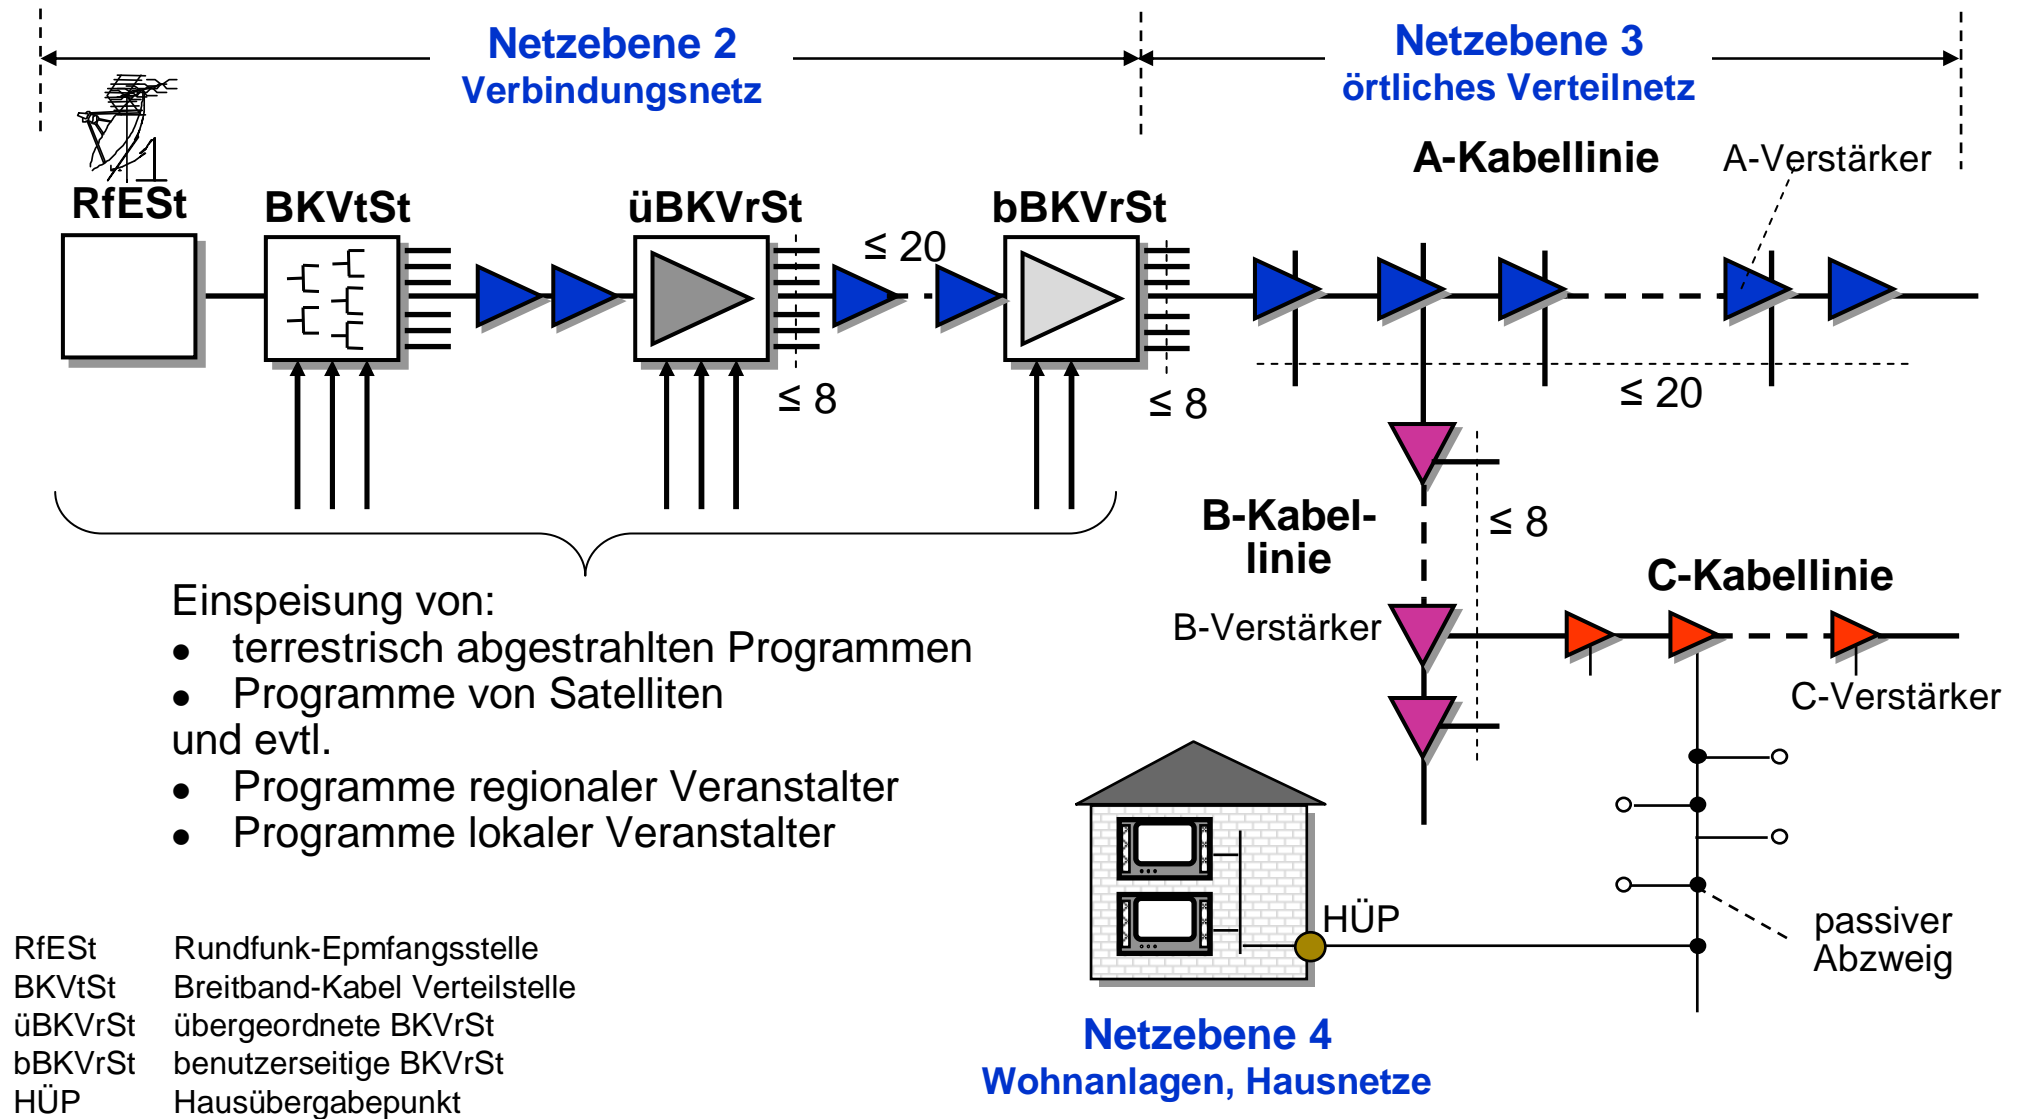 Netzebene 2
Verbindungsnetz
Netzebene 3
örtliches Verteilnetz
A-Kabellinie
A-Verstärker
RfESt
BKVtSt
üBKVrSt
bBKVrSt
≤ 20
≤ 8
≤ 8
≤ 20
B-Kabel-
linie
≤ 8
C-Kabellinie
B-Verstärker
C-Verstärker
Einspeisung von:
● terrestrisch abgestrahlten Programmen
● Programme von Satelliten
und evtl.
● Programme regionaler Veranstalter
● Programme lokaler Veranstalter
HÜP
passiver
Abzweig
Netzebene 4
Wohnanlagen, Hausnetze
RfESt Rundfunk-Epmfangsstelle
BKVtSt Breitband-Kabel Verteilstelle
üBKVrSt übergeordnete BKVrSt
bBKVrSt benutzerseitige BKVrSt
HÜP Hausübergabepunkt